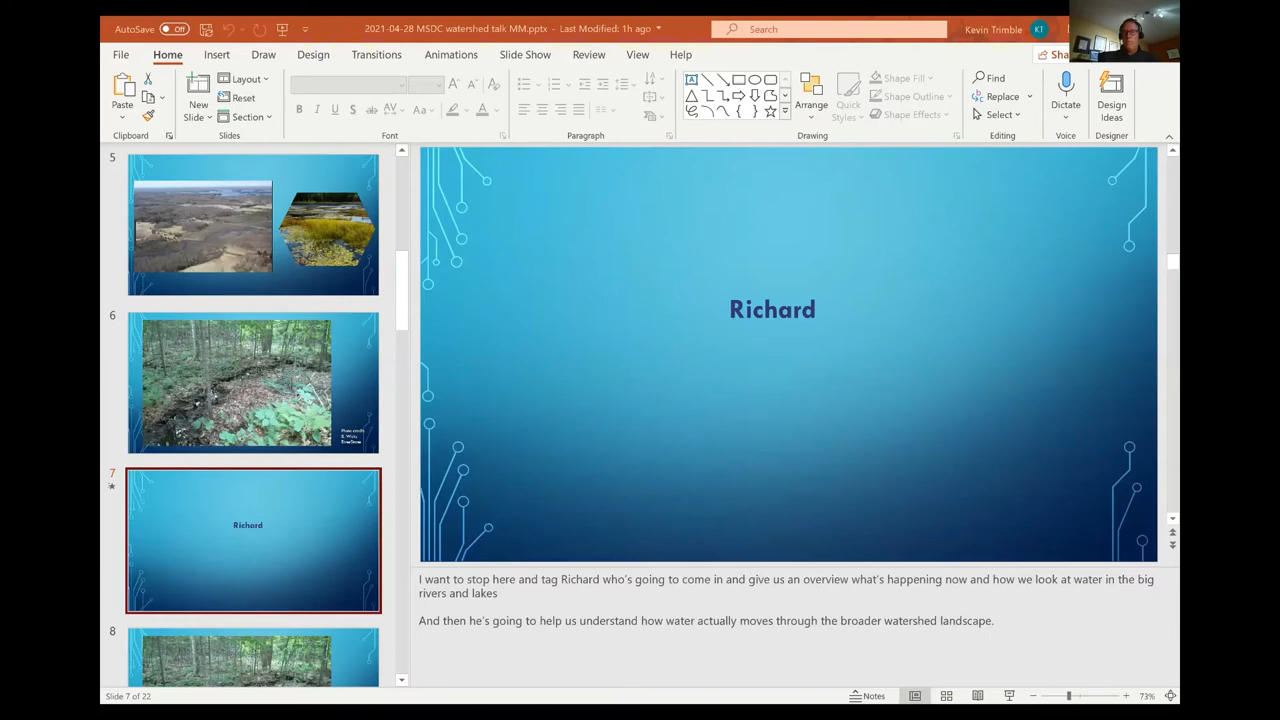 AutoSave Off
2021-04-28 MSDC watershed talk MM.pptx - Last Modified: 1h ago
Search
Kevin Trimble KT
File Home Insert Draw Design Transitions Animations Slide Show Review View Help
Paste
New Slide
Layout
Reset
Section
B I U S ab AV Aa A
Arrange
Quick Styles
Shape Fill
Shape Outline
Shape Effects
Find
Replace
Select
Dictate
Design Ideas
Clipboard Slides Font Paragraph Drawing Editing Voice Designer
5
6
7
Richard
8
Richard
I want to stop here and tag Richard who's going to come in and give us an overview what's happening now and how we look at water in the big
rivers and lakes
And then he's going to help us understand how water actually moves through the broader watershed landscape.
Slide 7 of 22
Notes
73%